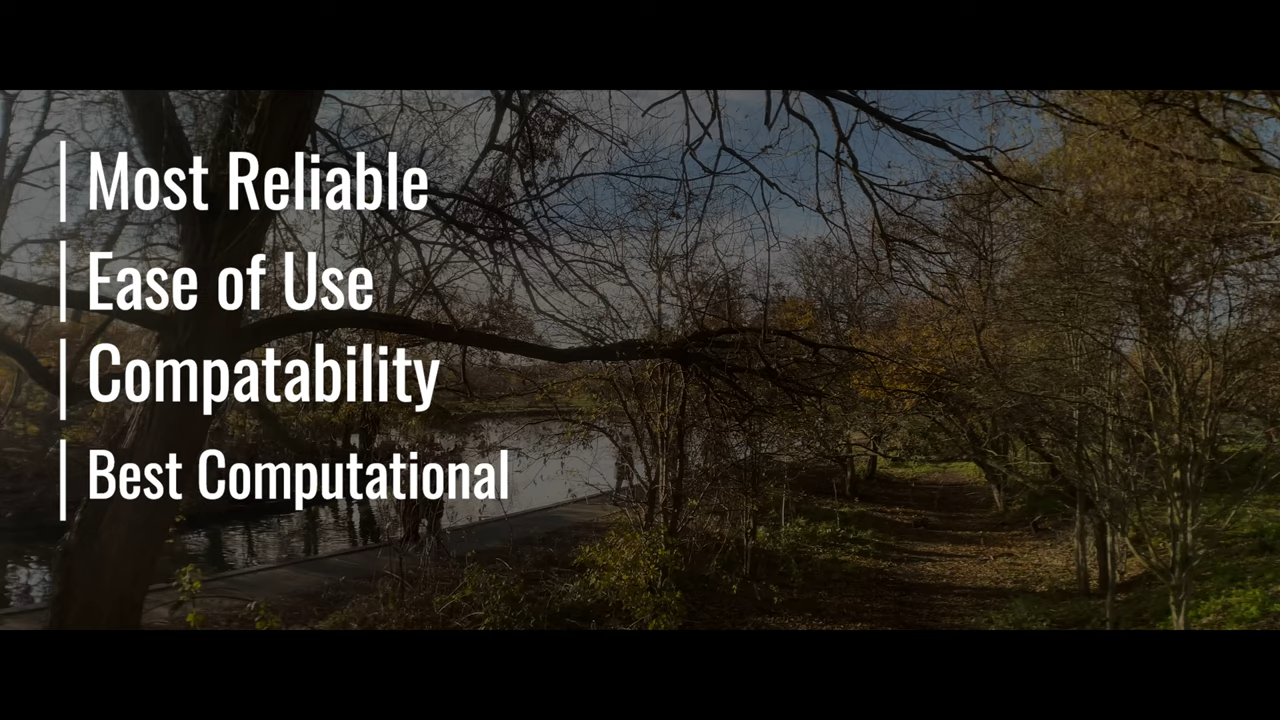 Most Reliable
Ease of Use
Compatability
Best Computational